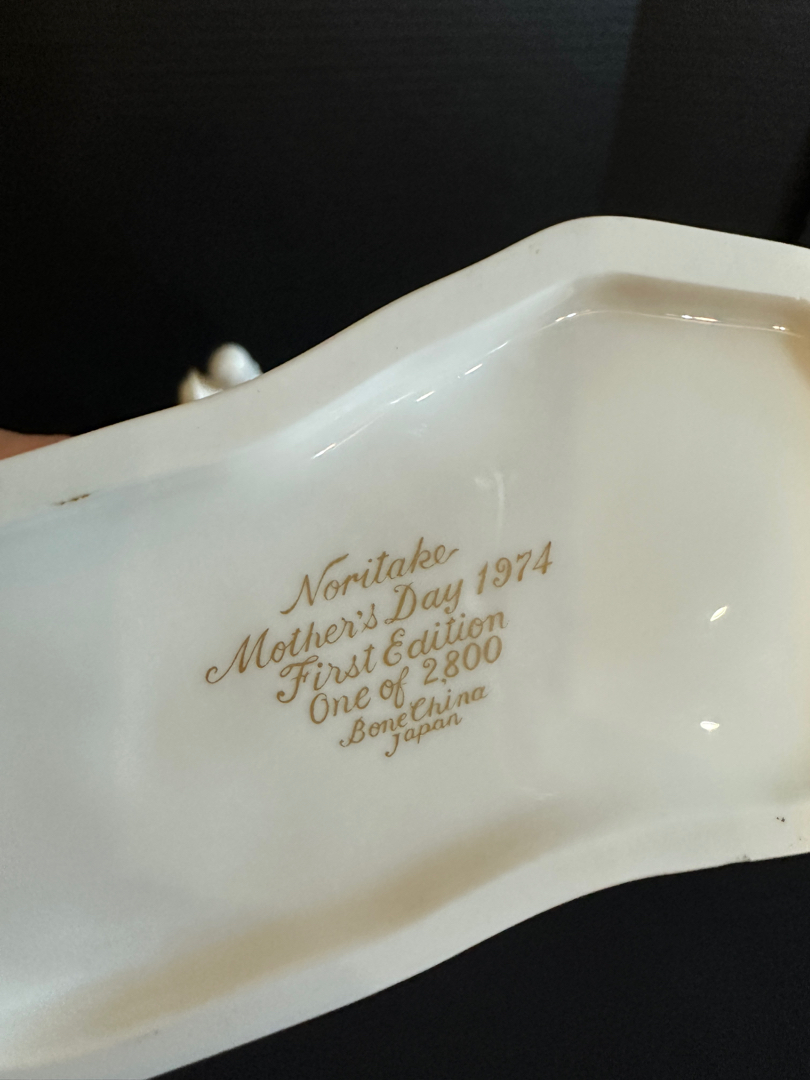 Noritake
Mother's Day 1974
First Edition
One of 2,800
Bone China
Japan